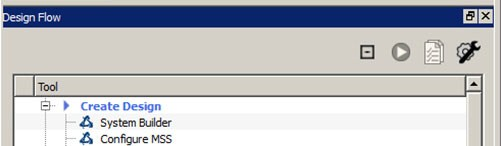 Design Flow
Tool
Create Design
System Builder
Configure MSS